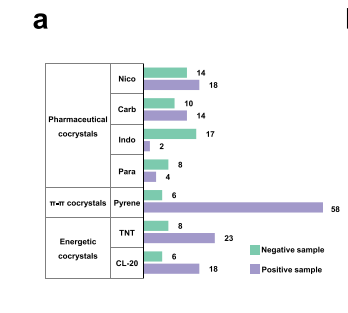 a
Nico
14
18
Carb
10
14
Pharmaceutical
cocrystals
Indo
17
2
Para
8
4
π-π cocrystals
Pyrene
6
58
Energetic
cocrystals
TNT
8
23
CL-20
6
18
Negative sample
Positive sample